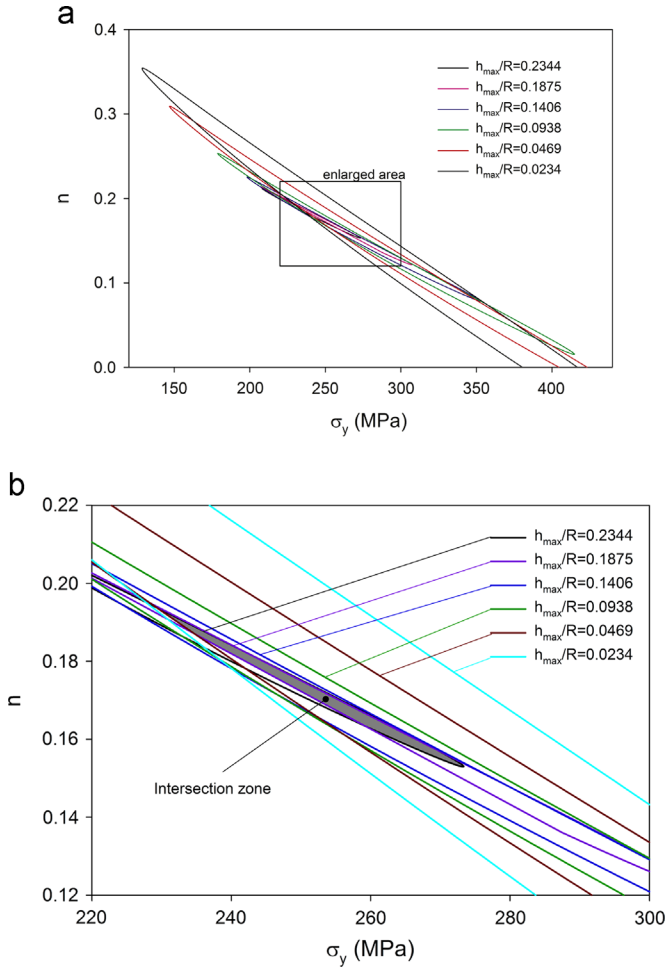 a
0.4
0.3
0.2
0.1
0.0
n
150 200 250 300 350 400
σy (MPa)
enlarged area
hmax/R=0.2344
hmax/R=0.1875
hmax/R=0.1406
hmax/R=0.0938
hmax/R=0.0469
hmax/R=0.0234
b
0.22
0.20
0.18
0.16
0.14
0.12
n
220 240 260 280 300
σy (MPa)
hmax/R=0.2344
hmax/R=0.1875
hmax/R=0.1406
hmax/R=0.0938
hmax/R=0.0469
hmax/R=0.0234
Intersection zone